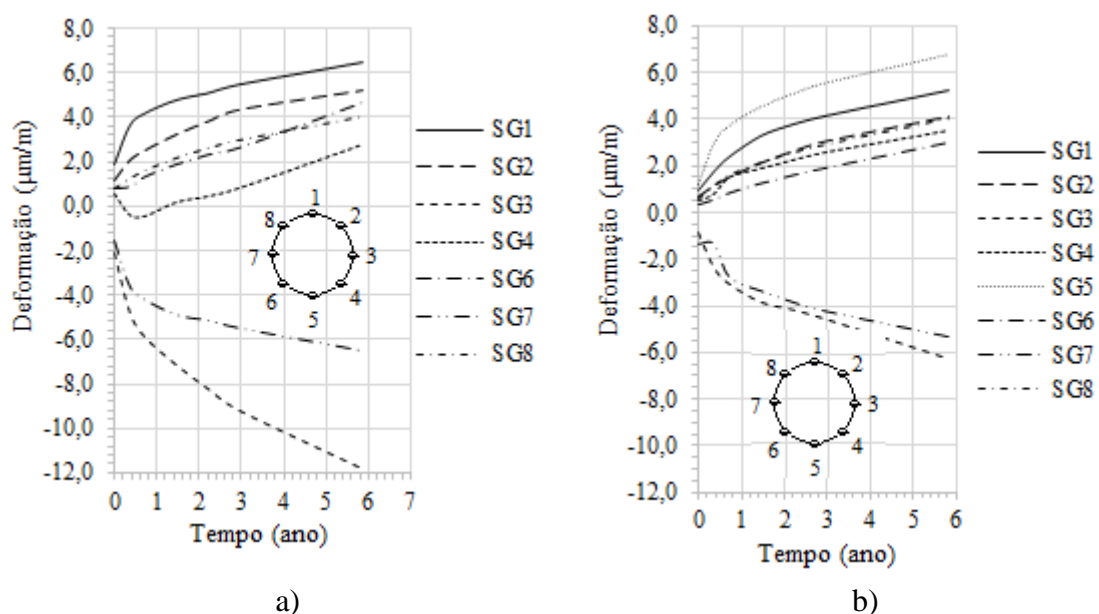 Deformação (µm/m)
8,0
6,0
4,0
2,0
0,0
-2,0
-4,0
-6,0
-8,0
-10,0
-12,0
0 1 2 3 4 5 6 7
Tempo (ano)
1
2
3
4
5
6
7
8
SG1
SG2
SG3
SG4
SG6
SG7
SG8
a)
Deformação (µm/m)
8,0
6,0
4,0
2,0
0,0
-2,0
-4,0
-6,0
-8,0
-10,0
-12,0
0 1 2 3 4 5 6
Tempo (ano)
1
2
3
4
5
6
7
8
SG1
SG2
SG3
SG4
SG5
SG6
SG7
SG8
b)